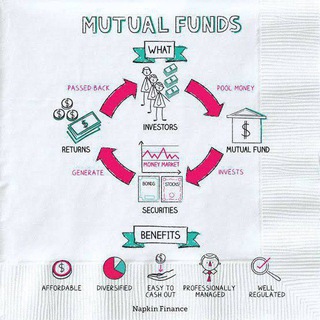 MUTUAL FUNDS
WHAT
PASSED BACK
POOL MONEY
$
INVESTORS
$
RETURNS
MUTUAL FUND
MONEY MARKET
GENERATE
INVESTS
BONDS
STOCKS
SECURITIES
BENEFITS
$
AFFORDABLE
DIVERSIFIED
EASY TO
CASH OUT
PROFESSIONALLY
MANAGED
WELL
REGULATED
Napkin Finance